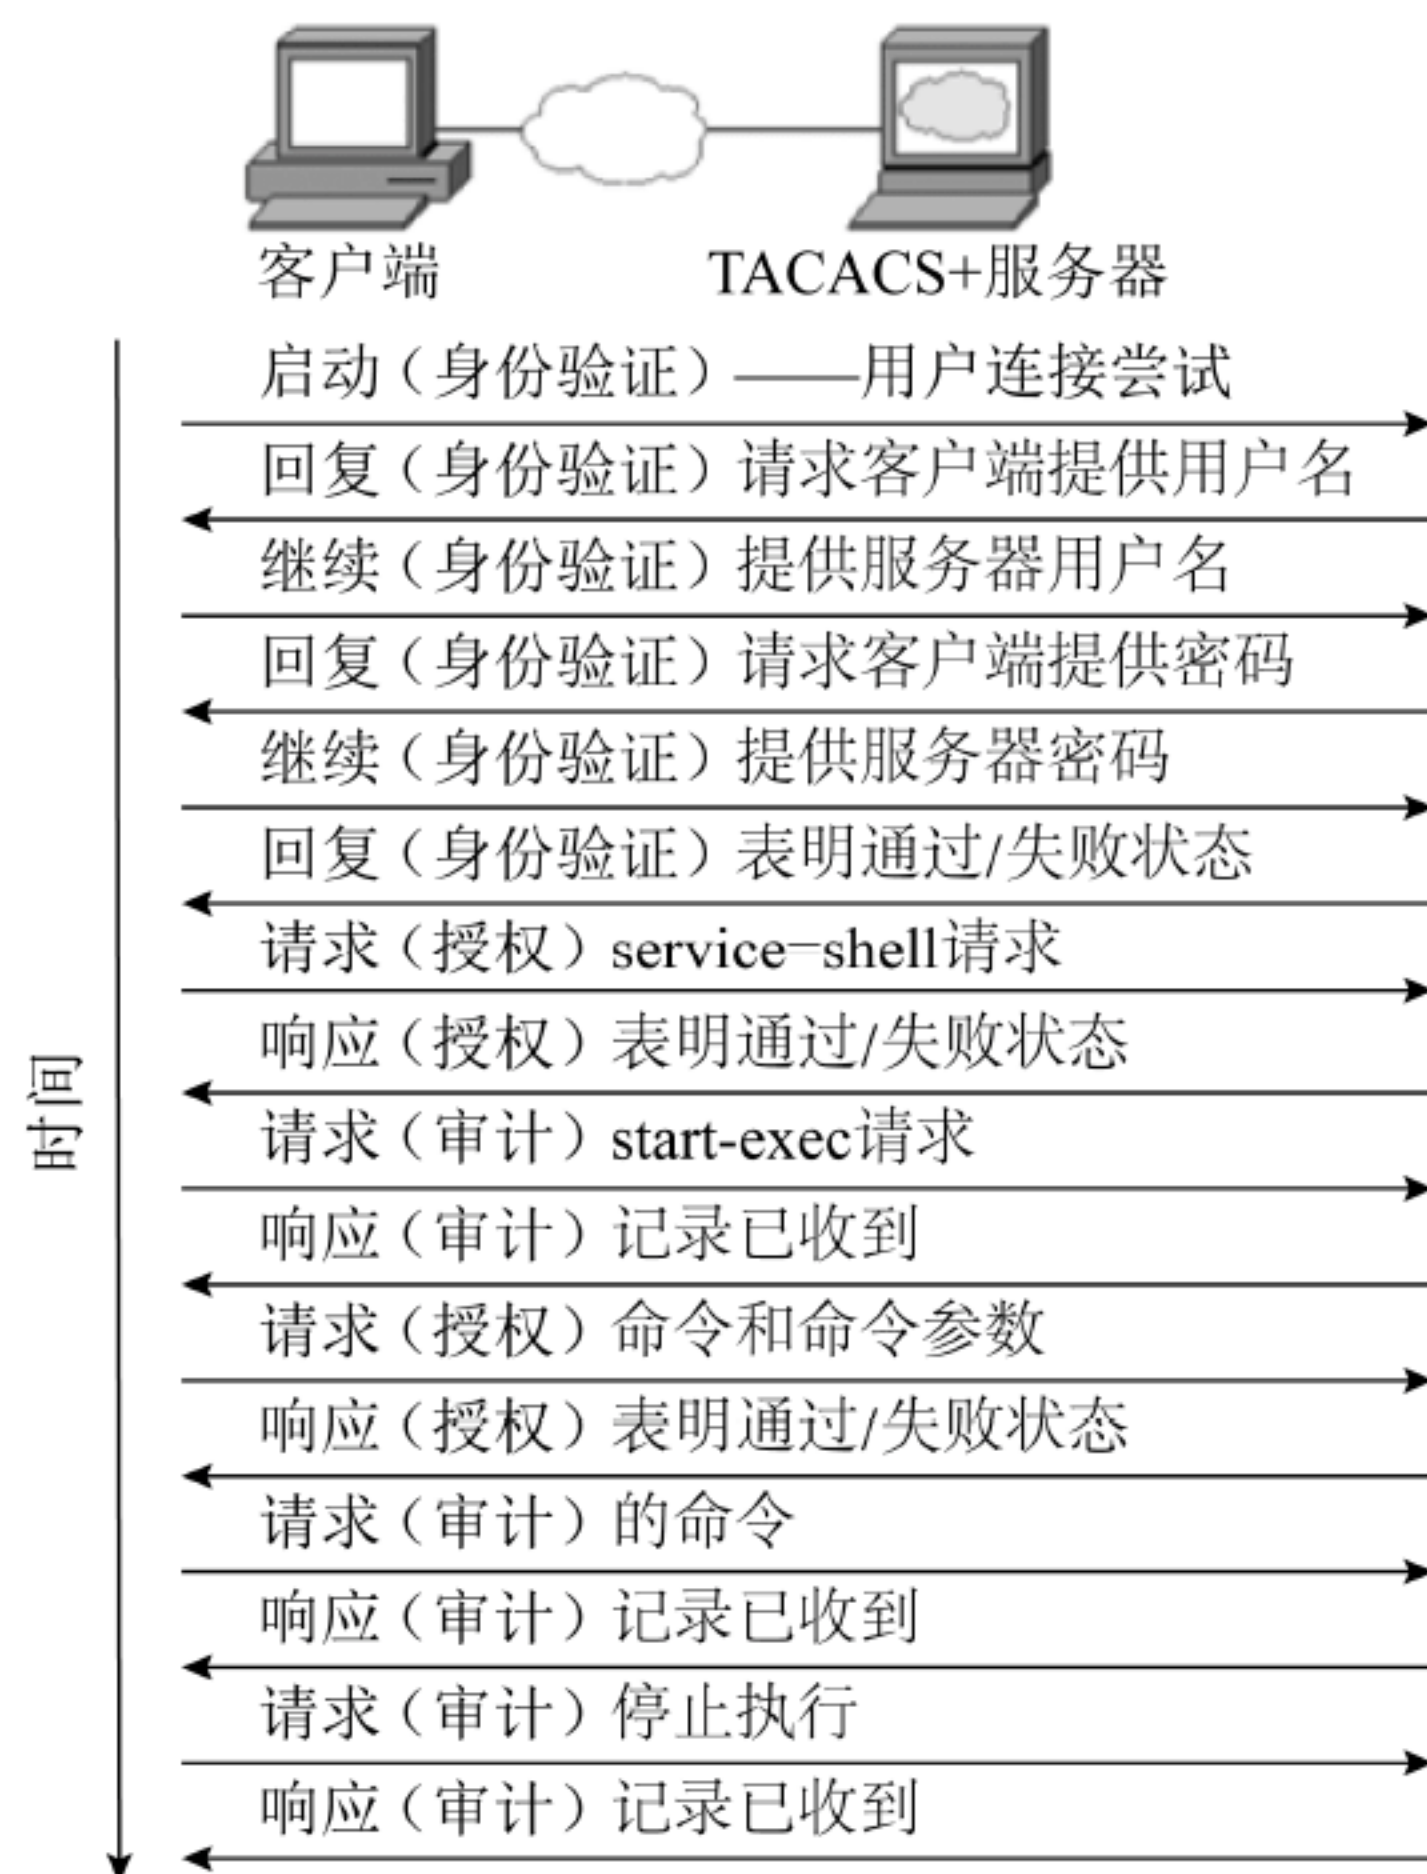 客户端
TACACS+服务器
启动（身份验证）——用户连接尝试
回复（身份验证）请求客户端提供用户名
继续（身份验证）提供服务器用户名
回复（身份验证）请求客户端提供密码
继续（身份验证）提供服务器密码
回复（身份验证）表明通过/失败状态
请求（授权）service-shell请求
响应（授权）表明通过/失败状态
时间
请求（审计）start-exec请求
响应（审计）记录已收到
请求（授权）命令和命令参数
响应（授权）表明通过/失败状态
请求（审计）的命令
响应（审计）记录已收到
请求（审计）停止执行
响应（审计）记录已收到